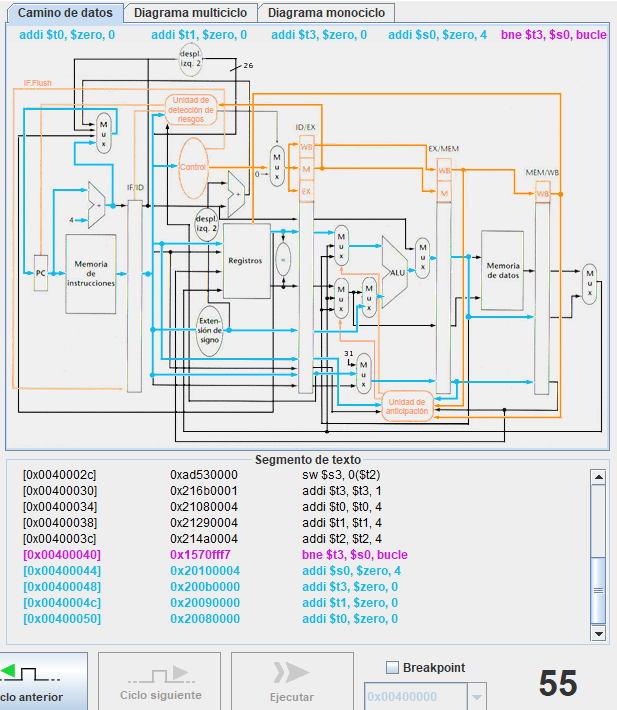 Camino de datos Diagrama multiciclo Diagrama monociclo
addi $t0, $zero, 0 addi $t1, $zero, 0 addi $t3, $zero, 0 addi $s0, $zero, 4 bne $t3, $s0, bucle
despl.
izq. 2
26
IF.Flush
Unidad de
detección de
riesgos
M
u
x
ID/EX
Control
M
u
x
0
WB
M
EX
EX/MEM
WB
M
MEM/WB
WB
IF/ID
+
4
+
despl.
izq. 2
PC
Memoria
de
instrucciones
Registros
=
M
u
x
M
u
x
M
u
x
ALU
M
u
x
Memoria
de datos
M
u
x
Exten-
sión de
signo
31
M
u
x
Unidad de
anticipación
Segmento de texto
[0x0040002c] 0xad530000 sw $s3, 0($t2)
[0x00400030] 0x216b0001 addi $t3, $t3, 1
[0x00400034] 0x21080004 addi $t0, $t0, 4
[0x00400038] 0x21290004 addi $t1, $t1, 4
[0x0040003c] 0x214a0004 addi $t2, $t2, 4
[0x00400040] 0x1570fff7 bne $t3, $s0, bucle
[0x00400044] 0x20100004 addi $s0, $zero, 4
[0x00400048] 0x200b0000 addi $t3, $zero, 0
[0x0040004c] 0x20090000 addi $t1, $zero, 0
[0x00400050] 0x20080000 addi $t0, $zero, 0
clo anterior
Ciclo siguiente
Ejecutar
Breakpoint
0x00400000
55